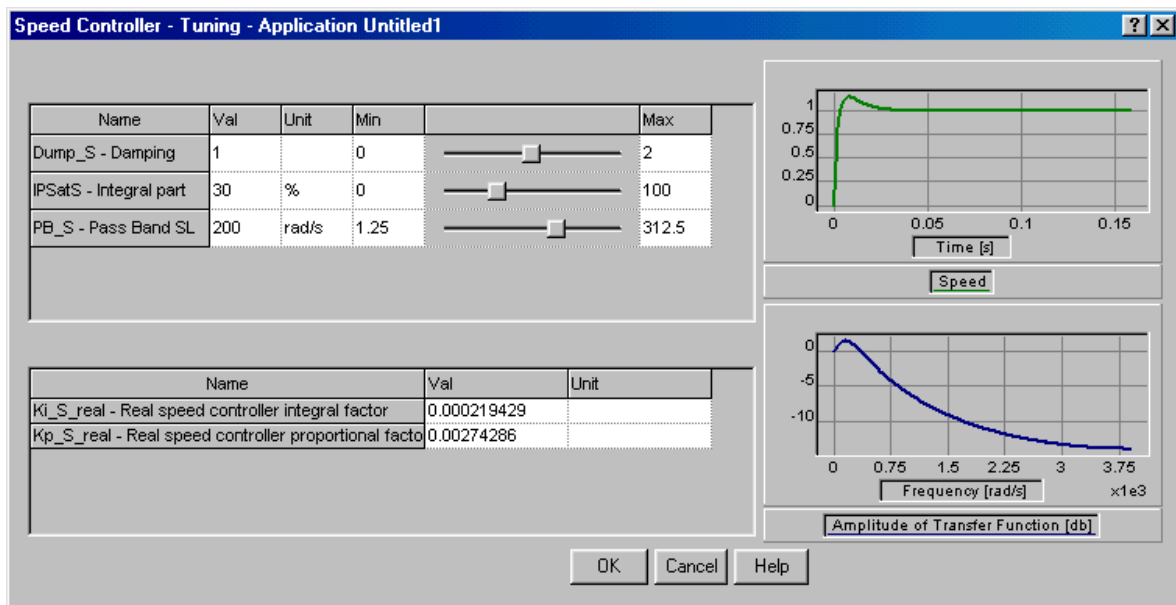 Speed Controller - Tuning - Application Untitled1
Name Val Unit Min Max
Dump_S - Damping 1 0 2
IPSatS - Integral part 30 % 0 100
PB_S - Pass Band SL 200 rad/s 1.25 312.5
Name Val Unit
Ki_S_real - Real speed controller integral factor 0.000219429
Kp_S_real - Real speed controller proportional facto 0.00274286
1
0.75
0.5
0.25
0
0 0.05 0.1 0.15
Time [s]
Speed
0
-5
-10
0 0.75 1.5 2.25 3 3.75
Frequency [rad/s] x1e3
Amplitude of Transfer Function [db]
OK Cancel Help